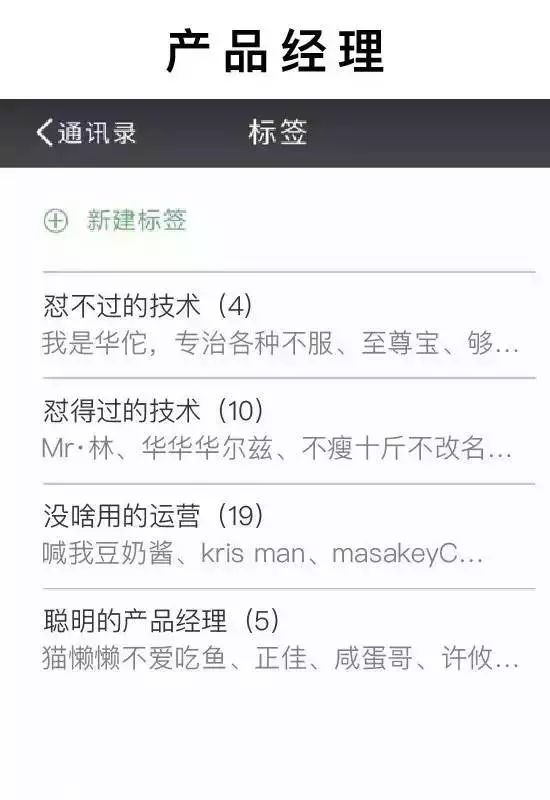 产品经理
通讯录 标签
新建标签
怼不过的技术（4）
我是华佗，专治各种不服、至尊宝、够...
怼得过的技术（10）
Mr·林、华华华尔兹、不瘦十斤不改名...
没啥用的运营（19）
喊我豆奶酱、kris man、masakeyC...
聪明的产品经理（5）
猫懒懒不爱吃鱼、正佳、咸蛋哥、许攸...